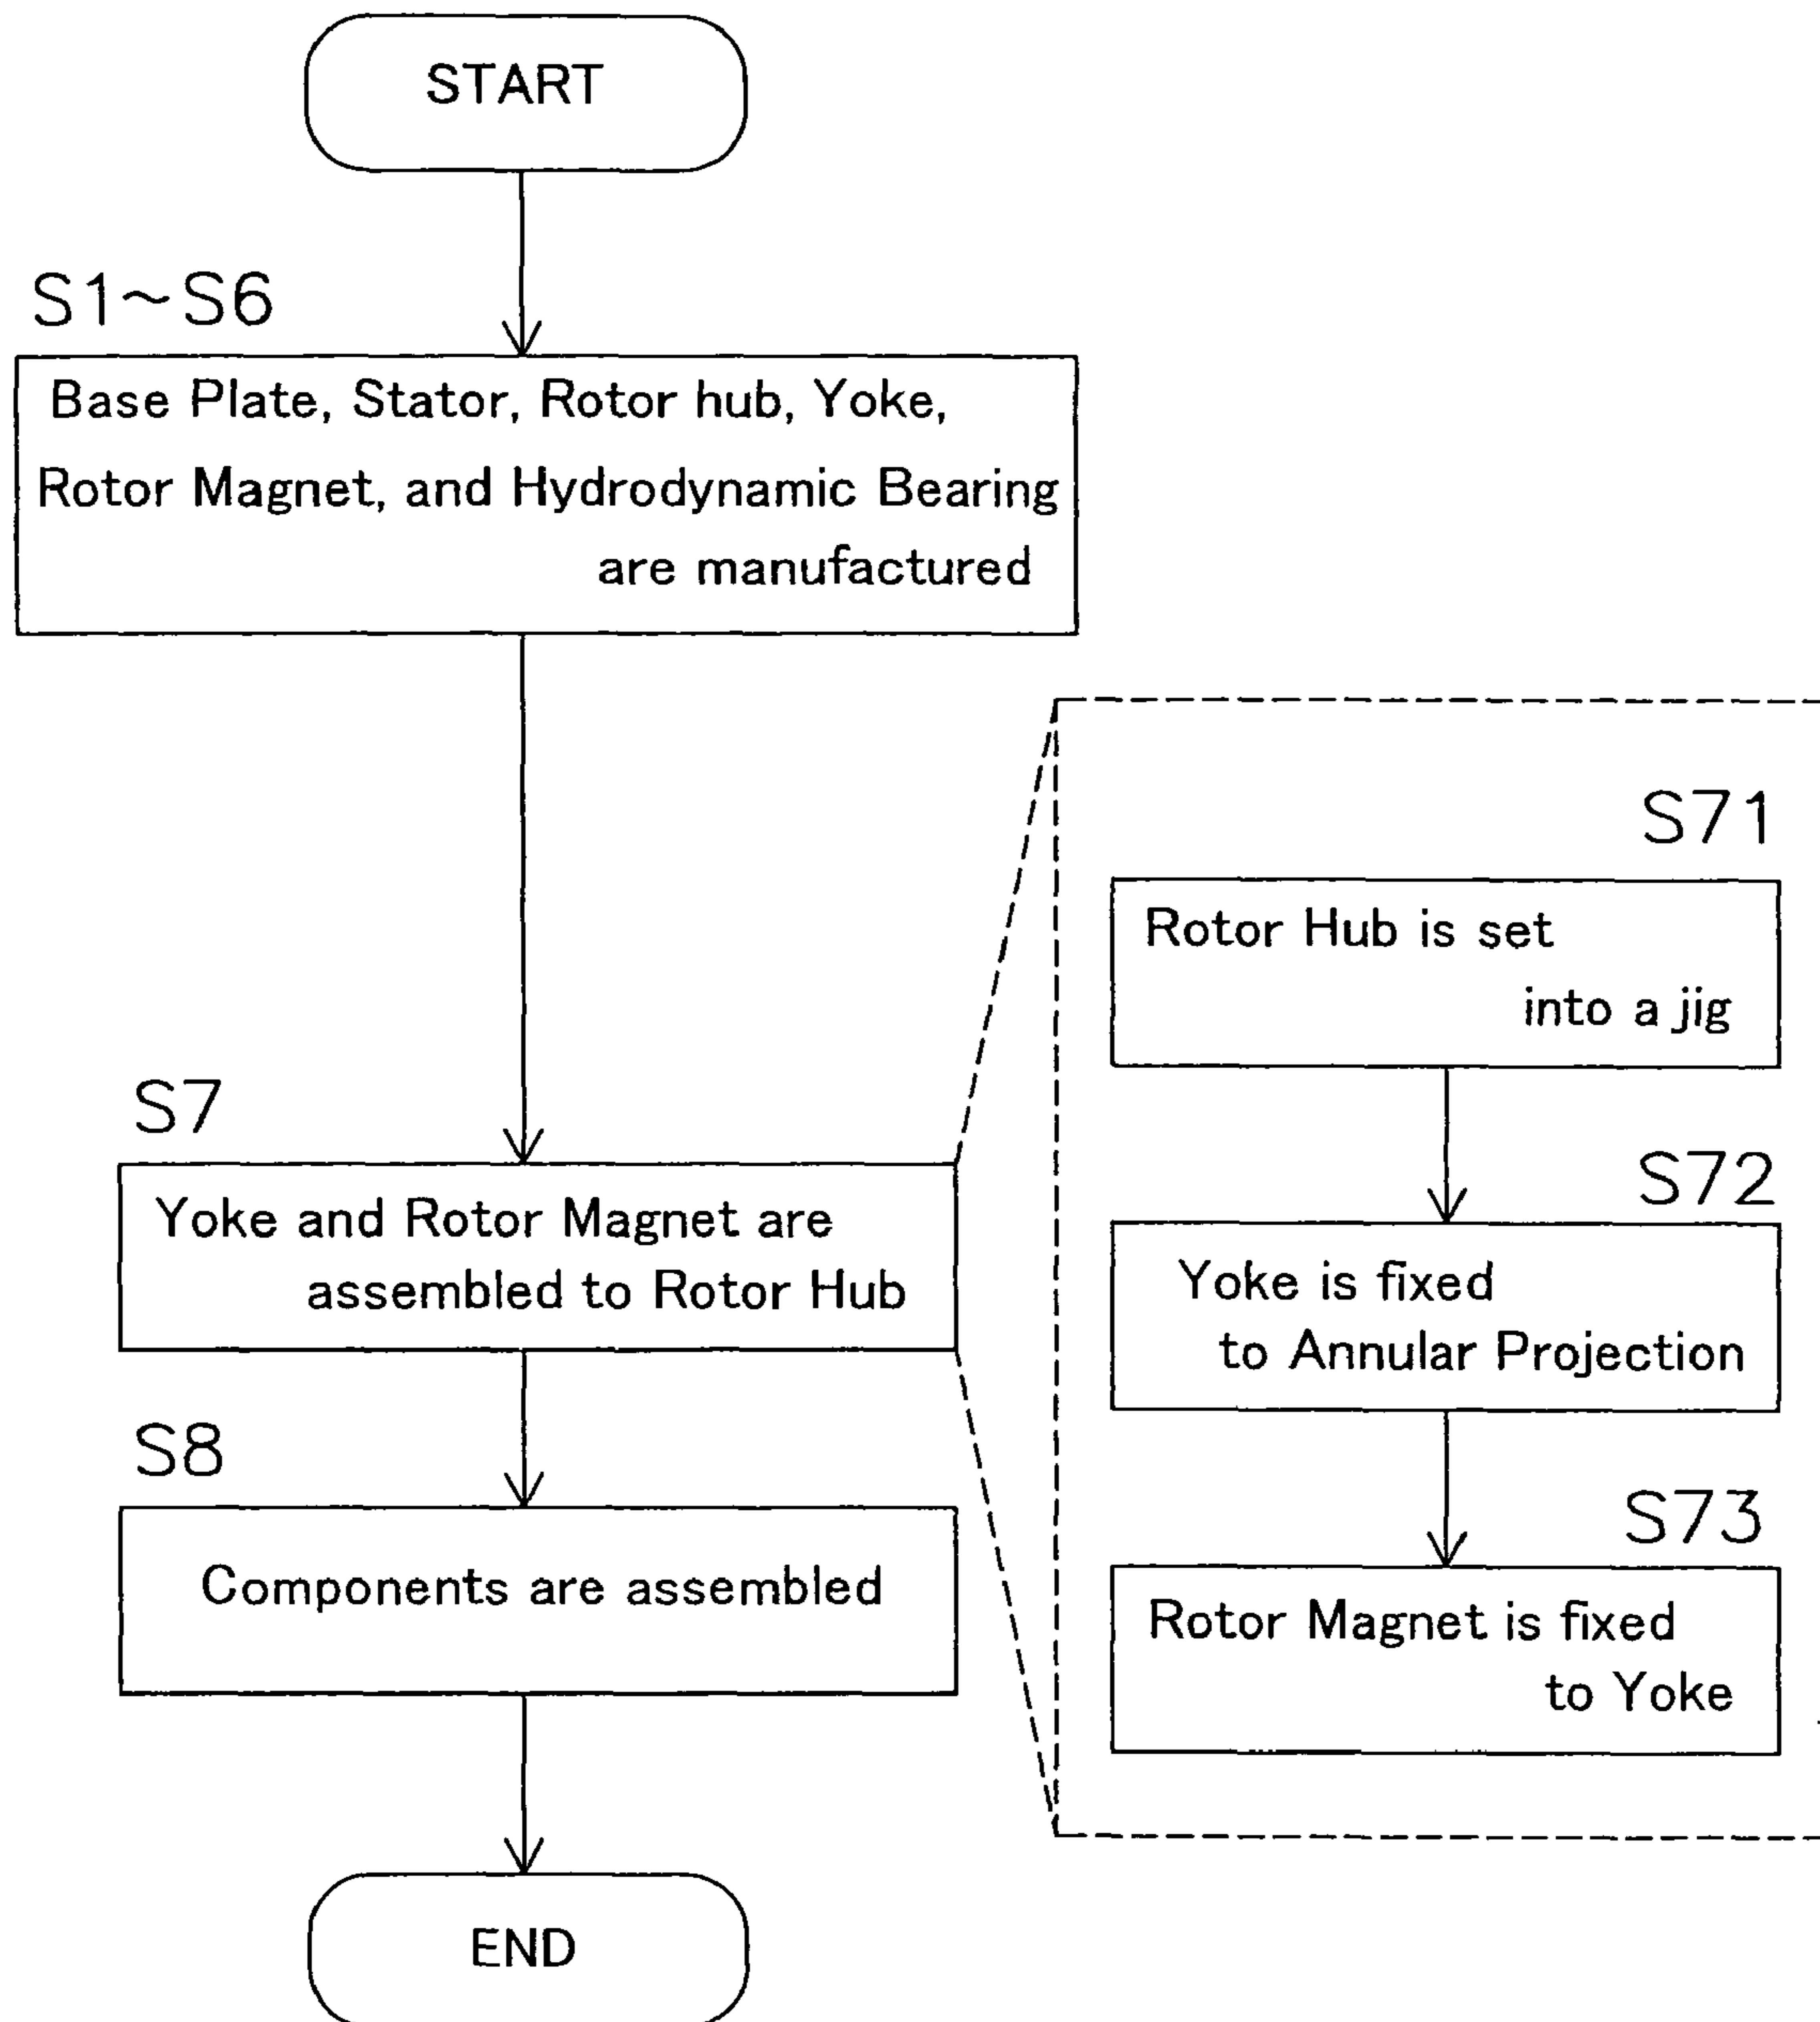 START
S1~S6
Base Plate, Stator, Rotor hub, Yoke,
Rotor Magnet, and Hydrodynamic Bearing
are manufactured
S7
Yoke and Rotor Magnet are
assembled to Rotor Hub
S8
Components are assembled
END
S71
Rotor Hub is set
into a jig
S72
Yoke is fixed
to Annular Projection
S73
Rotor Magnet is fixed
to Yoke